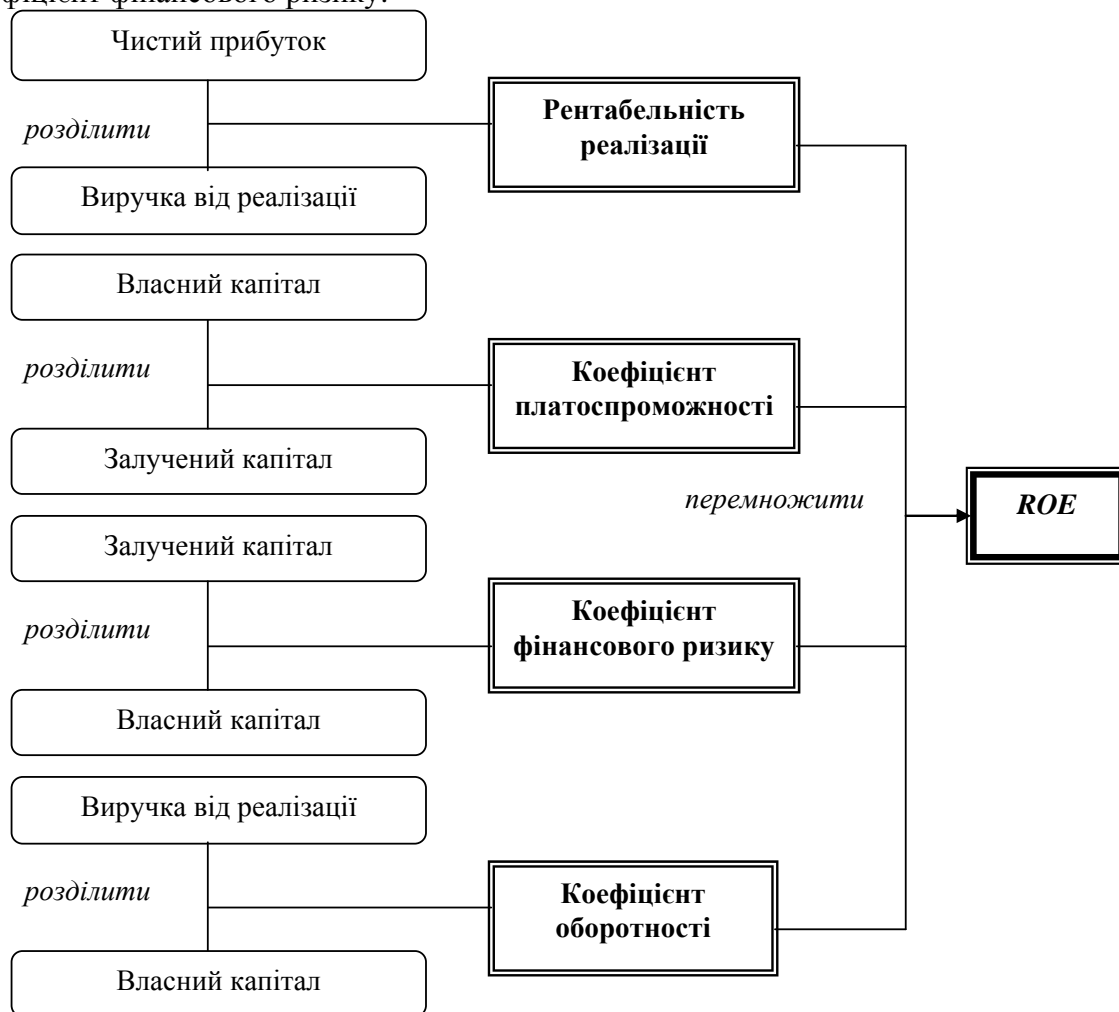 фіцієнт фінансового ризику.
Чистий прибуток
розділити
Рентабельність
реалізації
Виручка від реалізації
Власний капітал
розділити
Коефіцієнт
платоспроможності
Залучений капітал
перемножити
ROE
Залучений капітал
розділити
Коефіцієнт
фінансового ризику
Власний капітал
Виручка від реалізації
розділити
Коефіцієнт
оборотності
Власний капітал